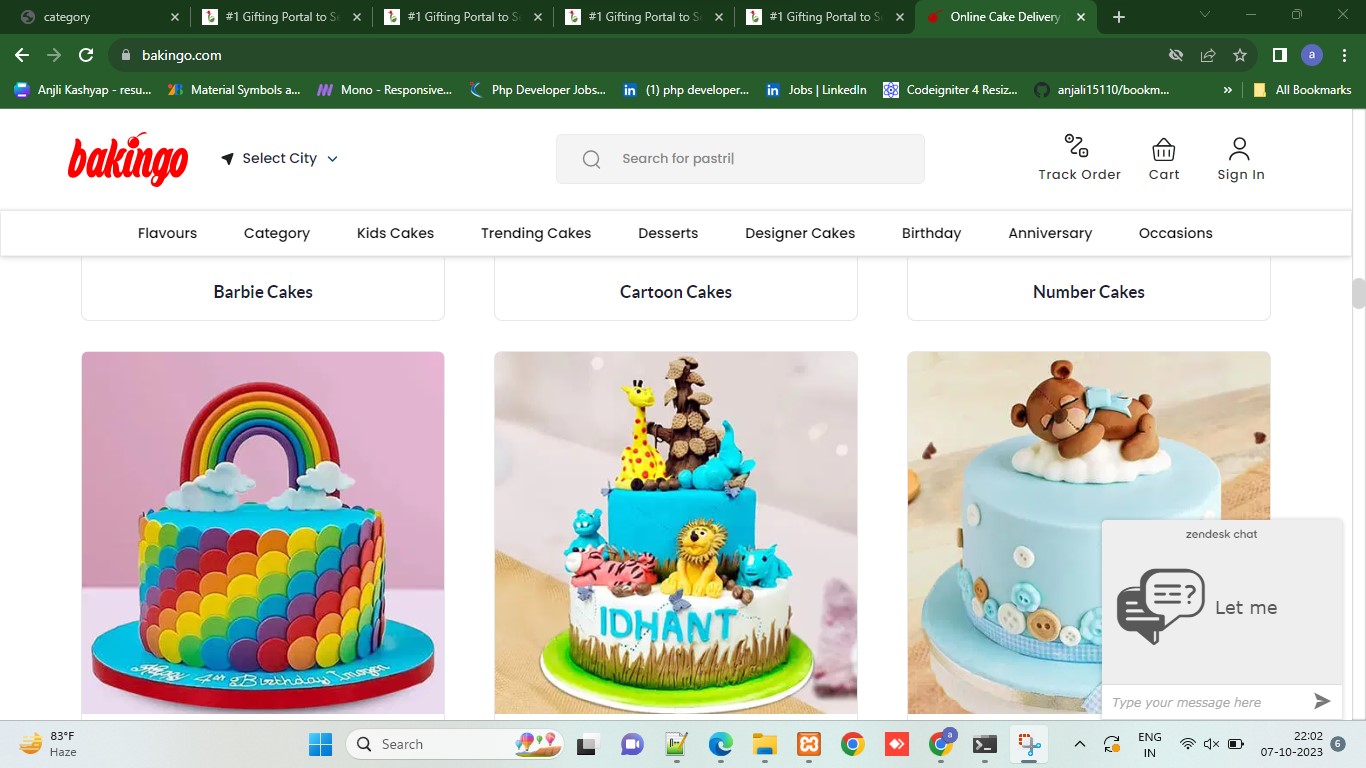 category
#1 Gifting Portal to Se
#1 Gifting Portal to Se
#1 Gifting Portal to Se
#1 Gifting Portal to Se
Online Cake Delivery
bakingo.com
a
Anjli Kashyap - resu...
Material Symbols a...
Mono - Responsive...
Php Developer Jobs...
(1) php developer...
Jobs | LinkedIn
Codeigniter 4 Resiz...
anjali15110/bookm...
»
All Bookmarks
bakingo
Select City
Search for pastri|
Track Order
Cart
Sign In
Flavours
Category
Kids Cakes
Trending Cakes
Desserts
Designer Cakes
Birthday
Anniversary
Occasions
Barbie Cakes
Cartoon Cakes
Number Cakes
Happy 4th Birthday Imogen
IDHANT
zendesk chat
Let me
Type your message here
83°F
Haze
Search
a
ENG
IN
22:02
07-10-2023
6